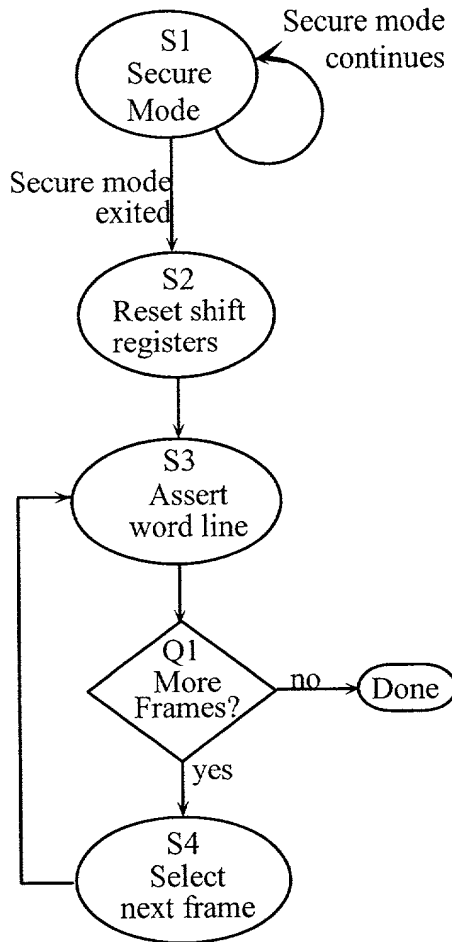 S1
Secure
Mode
Secure mode
continues
Secure mode
exited
S2
Reset shift
registers
S3
Assert
word line
Q1
More
Frames?
no
Done
yes
S4
Select
next frame